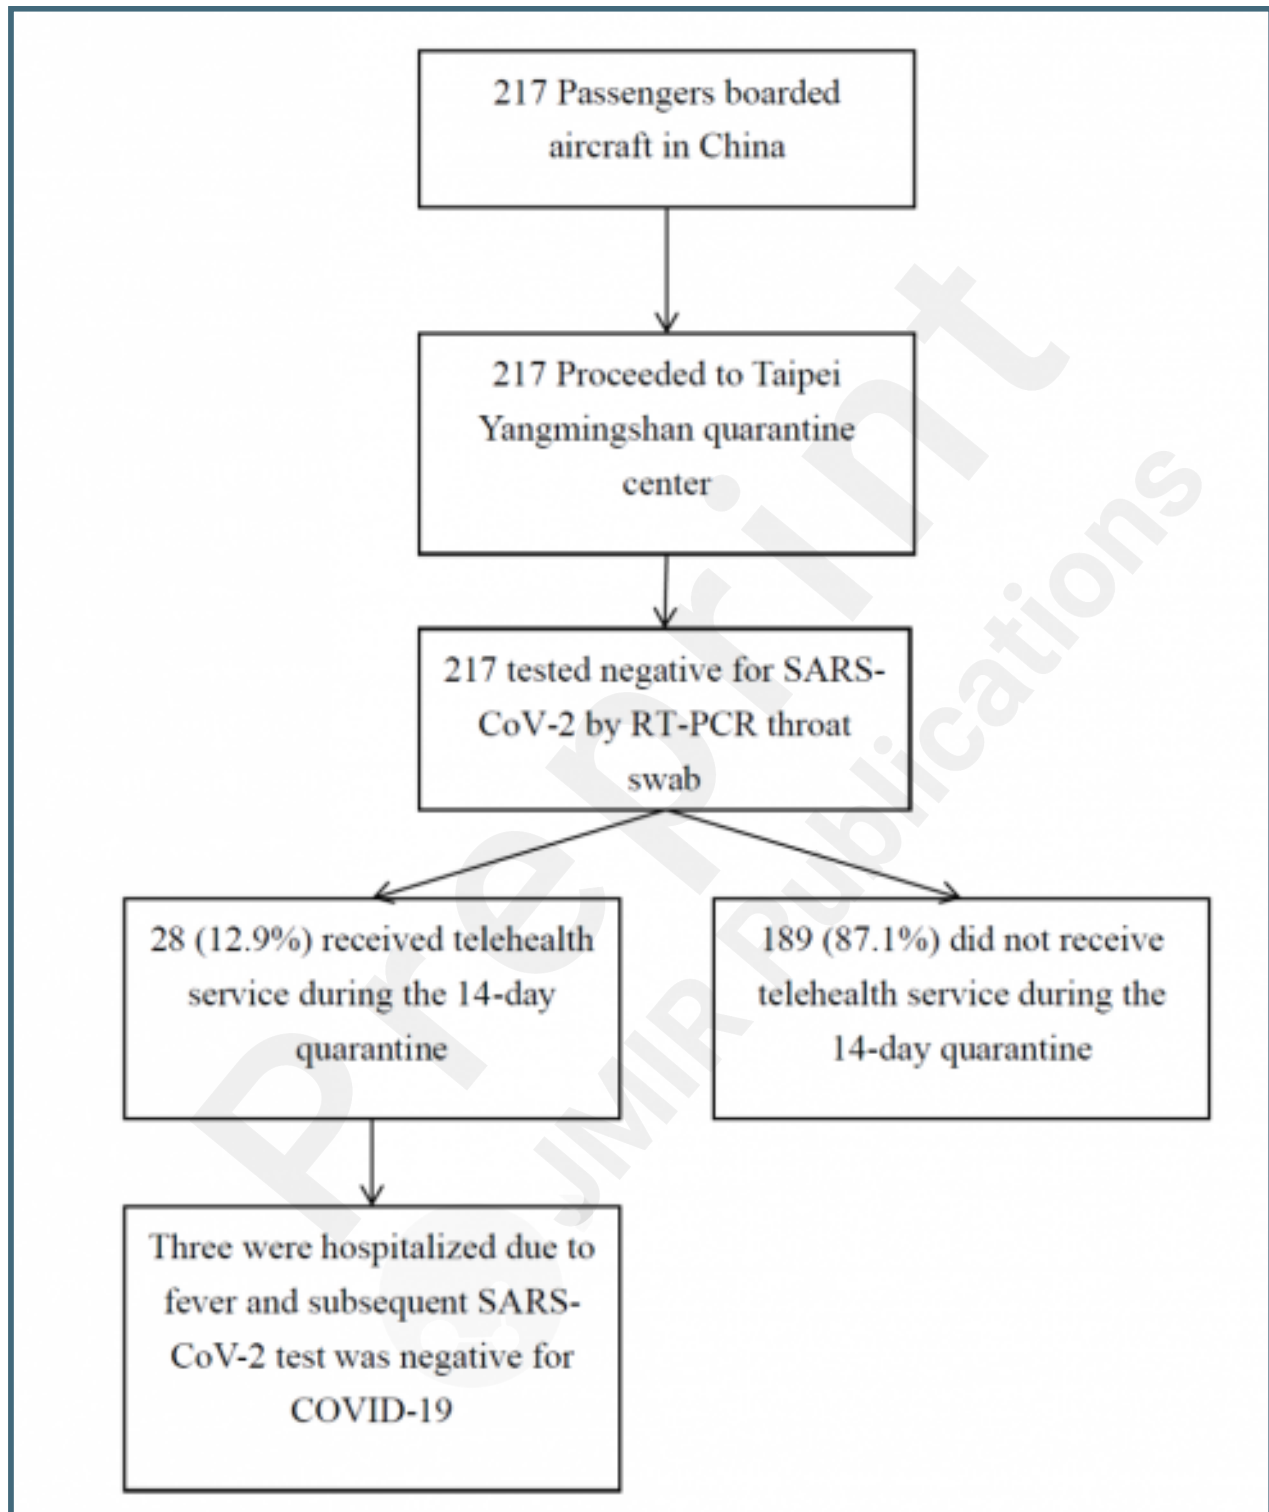 217 Passengers boarded
aircraft in China
217 Proceeded to Taipei
Yangmingshan quarantine
center
217 tested negative for SARS-
CoV-2 by RT-PCR throat
swab
28 (12.9%) received telehealth
service during the 14-day
quarantine
189 (87.1%) did not receive
telehealth service during the
14-day quarantine
Three were hospitalized due to
fever and subsequent SARS-
CoV-2 test was negative for
COVID-19
Preprint
JMIR Publications